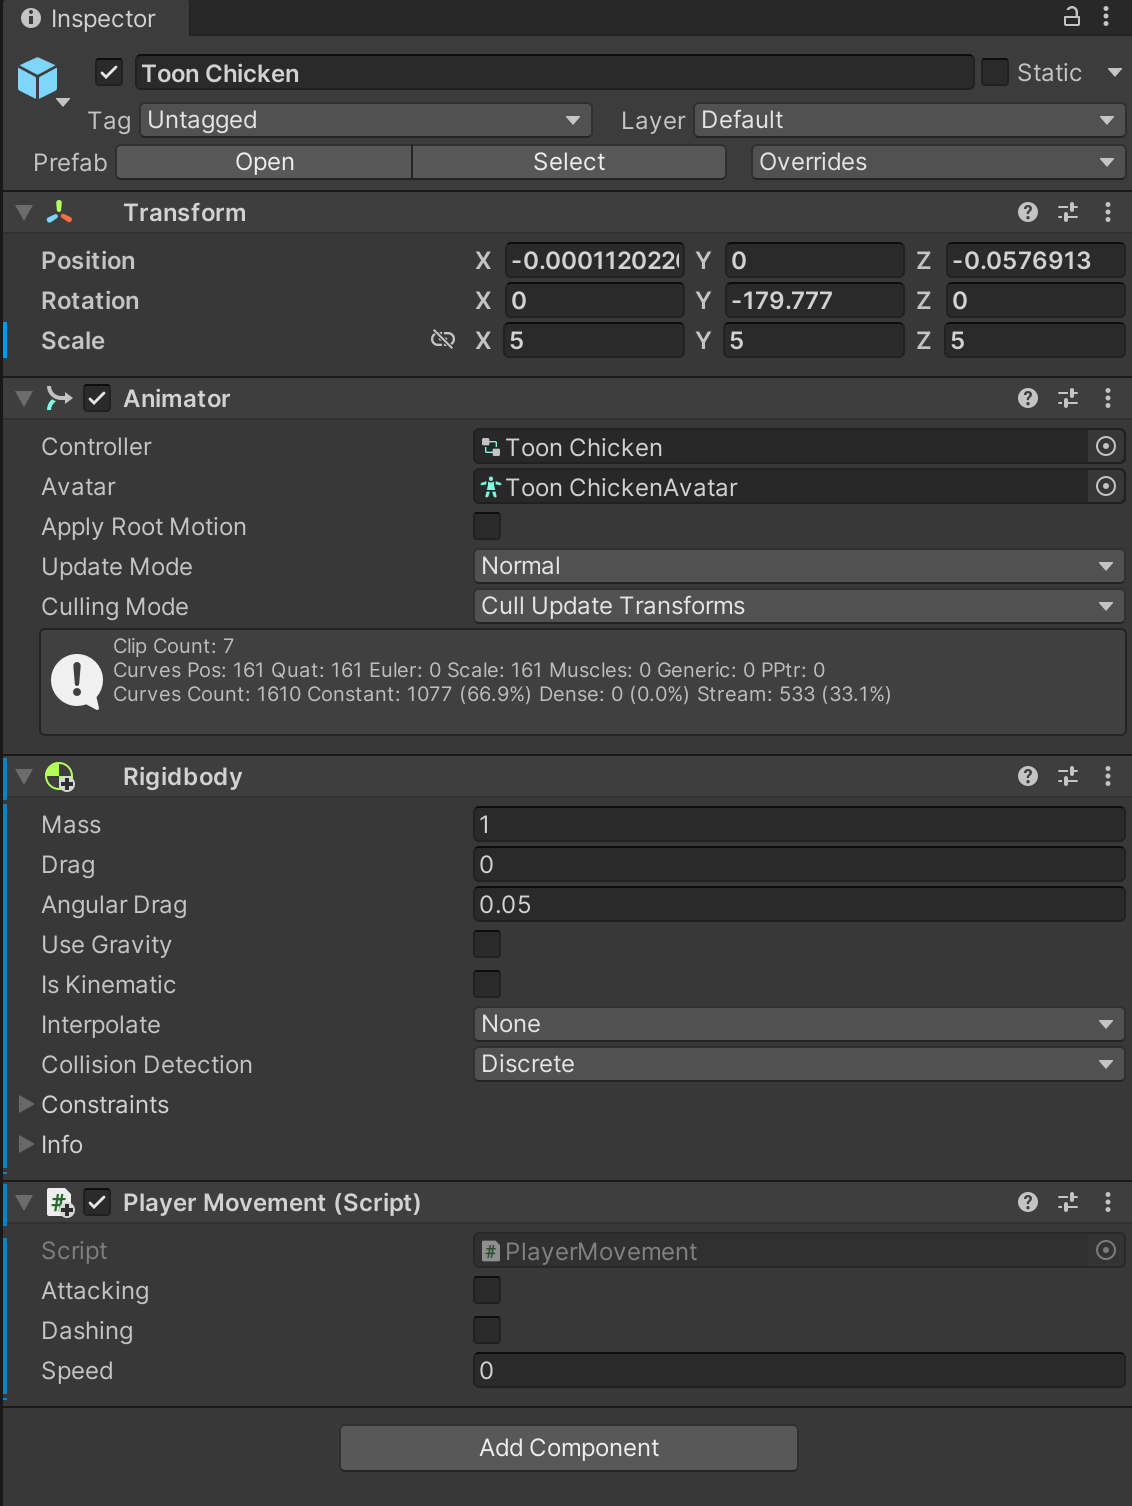 Inspector
Toon Chicken Static
Tag Untagged Layer Default
Prefab Open Select Overrides
Transform
Position X -0.000112022 Y 0 Z -0.0576913
Rotation X 0 Y -179.777 Z 0
Scale X 5 Y 5 Z 5
Animator
Controller Toon Chicken
Avatar Toon ChickenAvatar
Apply Root Motion
Update Mode Normal
Culling Mode Cull Update Transforms
Clip Count: 7
Curves Pos: 161 Quat: 161 Euler: 0 Scale: 161 Muscles: 0 Generic: 0 PPtr: 0
Curves Count: 1610 Constant: 1077 (66.9%) Dense: 0 (0.0%) Stream: 533 (33.1%)
Rigidbody
Mass 1
Drag 0
Angular Drag 0.05
Use Gravity
Is Kinematic
Interpolate None
Collision Detection Discrete
Constraints
Info
# Player Movement (Script)
Script # PlayerMovement
Attacking
Dashing
Speed 0
Add Component